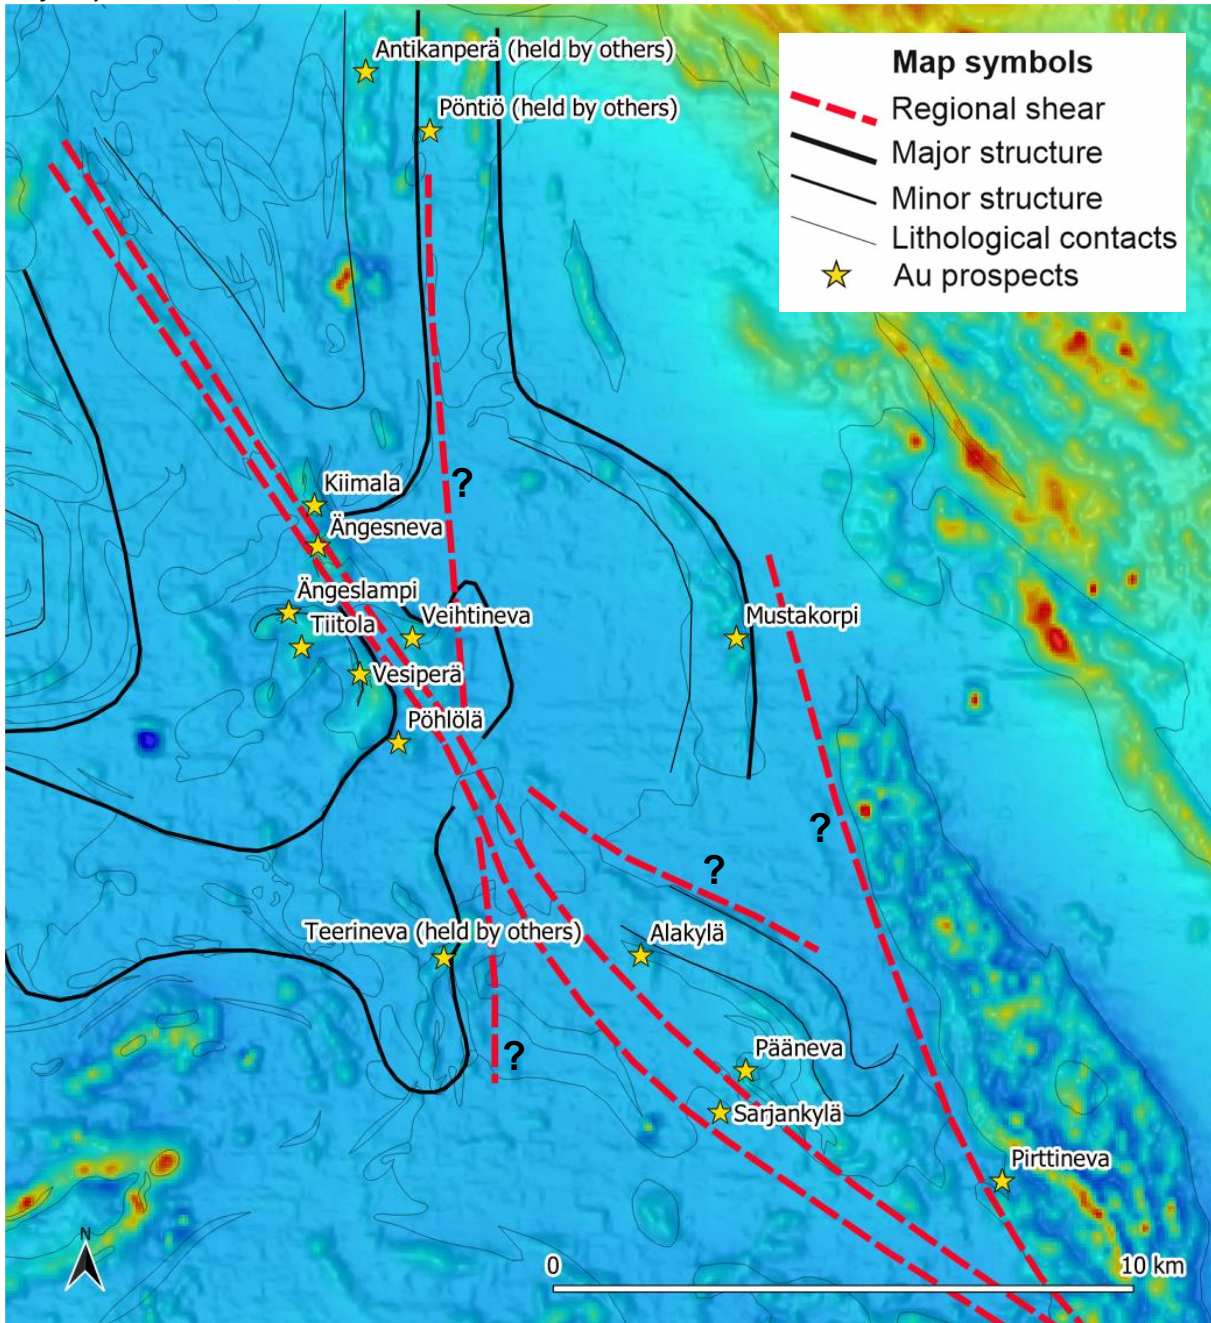 Antikanperä (held by others)
Pöntiö (held by others)
Map symbols
Regional shear
Major structure
Minor structure
Lithological contacts
Au prospects
Kiimala
?
Ängesneva
Ängeslampi
Tiitola
Veihtineva
Mustakorpi
Vesiperä
Pöhlölä
?
?
Teerineva (held by others)
Alakylä
?
Pääneva
Sarjankylä
Pirttineva
N
0
10 km